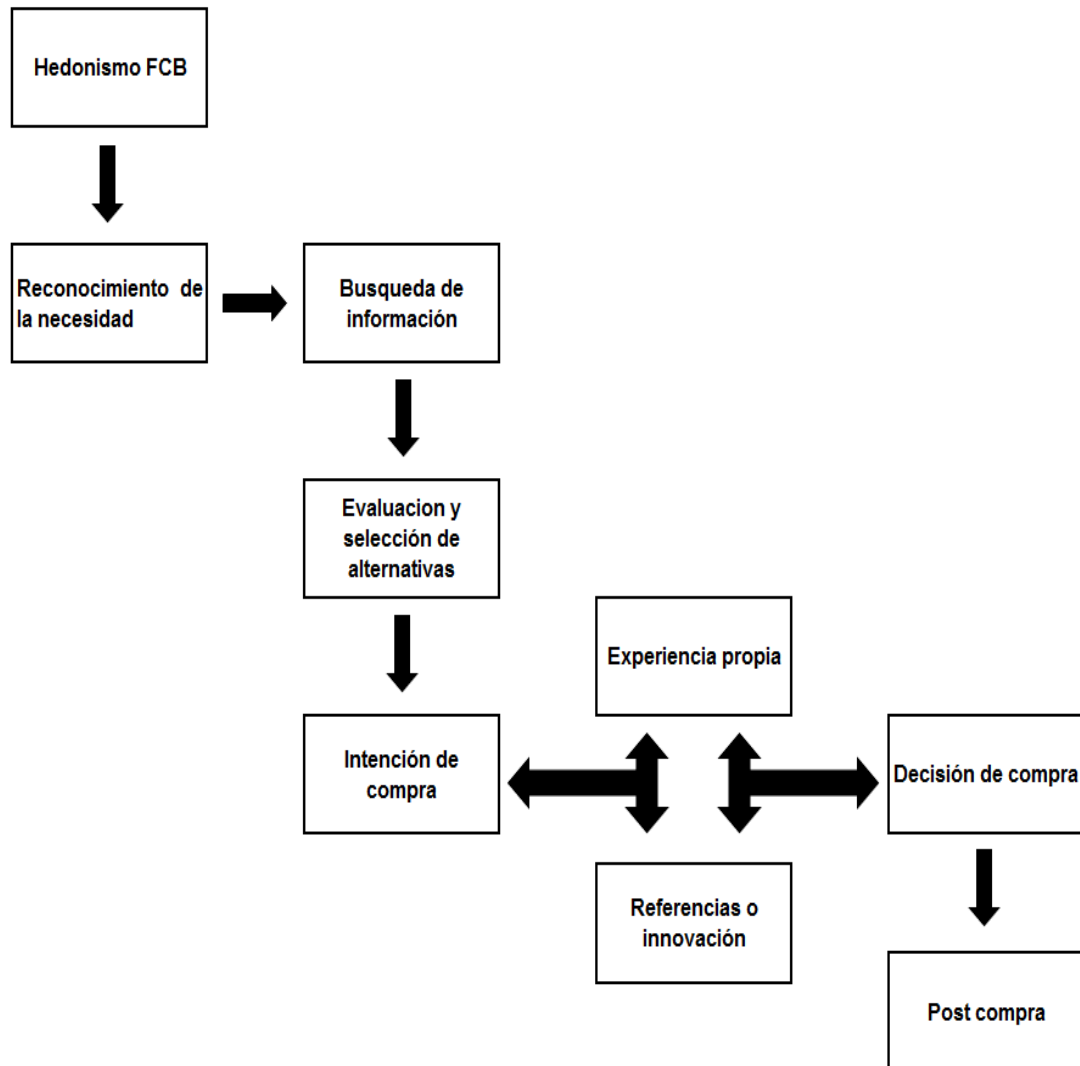 Hedonismo FCB
Reconocimiento de
la necesidad
Busqueda de
información
Evaluacion y
selección de
alternativas
Experiencia propia
Intención de
compra
Decisión de compra
Referencias o
innovación
Post compra